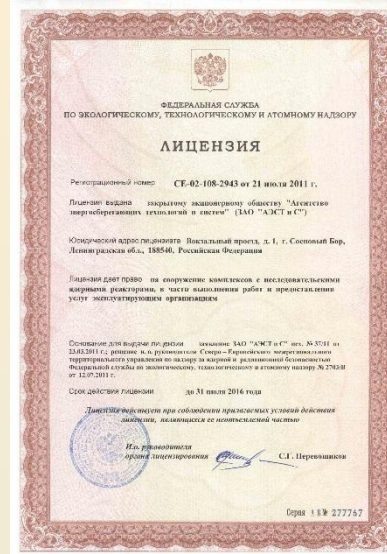 ФЕДЕРАЛЬНАЯ СЛУЖБА
ПО ЭКОЛОГИЧЕСКОМУ, ТЕХНОЛОГИЧЕСКОМУ И АТОМНОМУ НАДЗОРУ
ЛИЦЕНЗИЯ
Регистрационный номер СЕ-02-108-2943 от 21 июля 2011 г.
Лицензия выдана закрытому акционерному обществу "Агентство
энергосберегающих технологий и систем" (ЗАО "АЭСТ и С")
Юридический адрес лицензиата Вокзальный проезд, д. 1, г. Сосновый Бор,
Ленинградская обл., 188540, Российская Федерация
Лицензия дает право на сооружение комплексов с исследовательскими
ядерными реакторами, в части выполнения работ и предоставления
услуг эксплуатирующим организациям
Основание для выдачи лицензии заявление ЗАО "АЭСТ и С" исх. № 37/11 от
23.03.2011 г.; решение и.о. руководителя Северо-Европейского межрегионального
территориального управления по надзору за ядерной и радиационной безопасностью
Федеральной службы по экологическому, технологическому и атомному надзору №
от 12.07.2011 г.
Срок действия лицензии до 31 июля 2016 года
Лицензия действует при соблюдении прилагаемых условий действия
лицензии, являющихся ее неотъемлемой частью
И.о. руководителя
органа лицензирования С.Г. Перевощиков
Серия № 277767